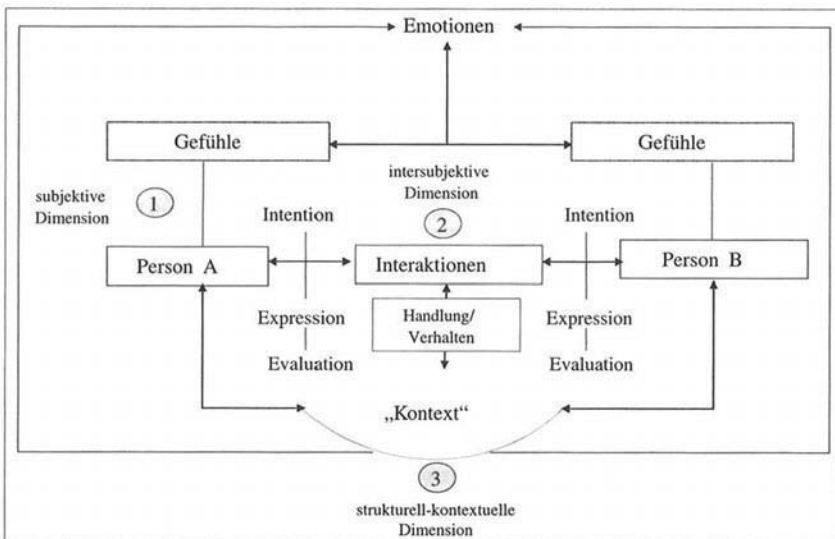 Emotionen
Gefühle
Gefühle
intersubjektive
Dimension
subjektive
Dimension
1
2
Intention
Intention
Person A
Interaktionen
Person B
Expression
Handlung/
Verhalten
Expression
Evaluation
Evaluation
„Kontext“
3
strukturell-kontextuelle
Dimension